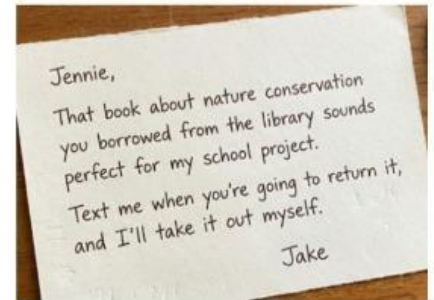 Jennie,
That book about nature conservation
you borrowed from the library sounds
perfect for my school project.
Text me when you're going to return it,
and I'll take it out myself.
Jake